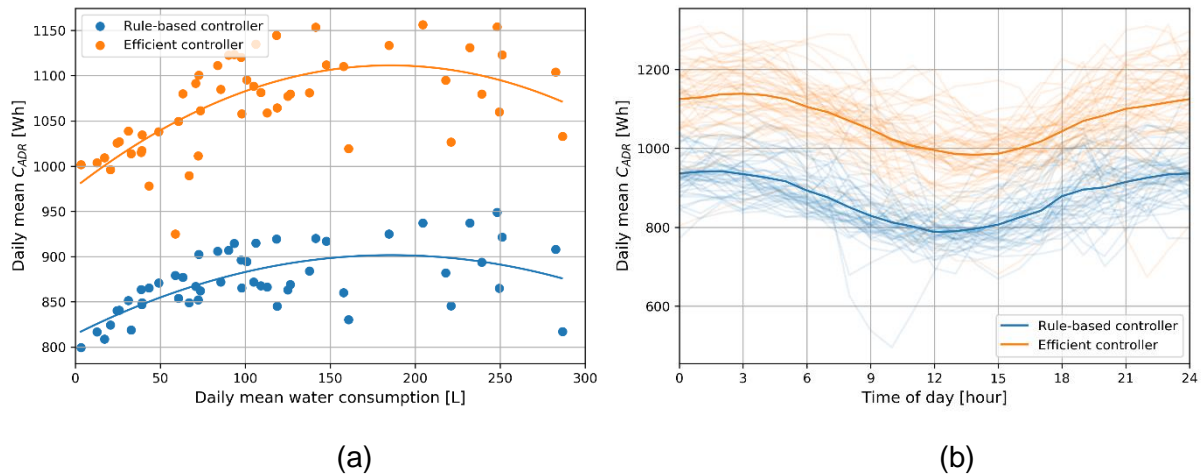 Rule-based controller
Efficient controller
1150
1100
1050
1000
950
900
850
800
0
50
100
150
200
250
300
Daily mean C_ADR [Wh]
Daily mean water consumption [L]
(a)
1200
1000
800
600
0
3
6
9
12
15
18
21
24
Daily mean C_ADR [Wh]
Time of day [hour]
Rule-based controller
Efficient controller
(b)